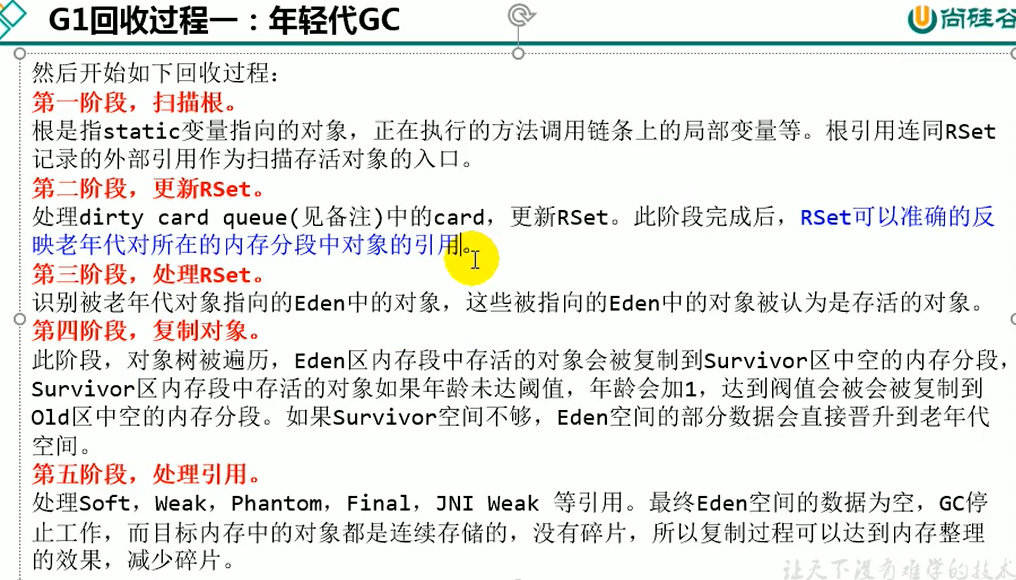 G1回收过程一：年轻代GC
尚硅谷
然后开始如下回收过程：
第一阶段，扫描根。
根是指static变量指向的对象，正在执行的方法调用链条上的局部变量等。根引用连同RSet
记录的外部引用作为扫描存活对象的入口。
第二阶段，更新RSet。
处理dirty card queue(见备注)中的card，更新RSet。此阶段完成后，RSet可以准确的反
映老年代对所在的内存分段中对象的引用。
第三阶段，处理RSet。
识别被老年代对象指向的Eden中的对象，这些被指向的Eden中的对象被认为是存活的对象。
第四阶段，复制对象。
此阶段，对象树被遍历，Eden区内存段中存活的对象会被复制到Survivor区中空的内存分段，
Survivor区内存段中存活的对象如果年龄未达阈值，年龄会加1，达到阀值会被会被复制到
Old区中空的内存分段。如果Survivor空间不够，Eden空间的部分数据会直接晋升到老年代
空间。
第五阶段，处理引用。
处理Soft，Weak，Phantom，Final，JNI Weak 等引用。最终Eden空间的数据为空，GC停
止工作，而目标内存中的对象都是连续存储的，没有碎片，所以复制过程可以达到内存整理
的效果，减少碎片。
让天下没有难学的技术